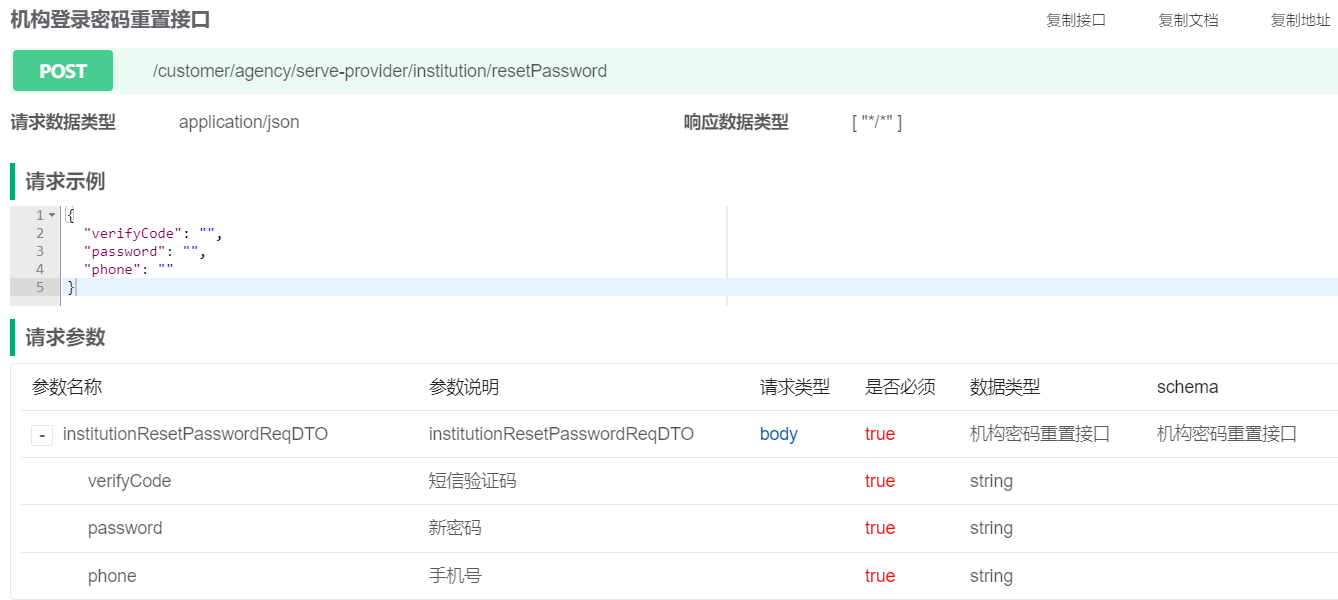 机构登录密码重置接口 复制接口 复制文档 复制地址
POST /customer/agency/serve-provider/institution/resetPassword
请求数据类型 application/json 响应数据类型 [ "*/*" ]
请求示例
1 {
2 "verifyCode": "",
3 "password": "",
4 "phone": ""
5 }
请求参数
参数名称 参数说明 请求类型 是否必须 数据类型 schema
- institutionResetPasswordReqDTO institutionResetPasswordReqDTO body true 机构密码重置接口 机构密码重置接口
verifyCode 短信验证码 true string
password 新密码 true string
phone 手机号 true string